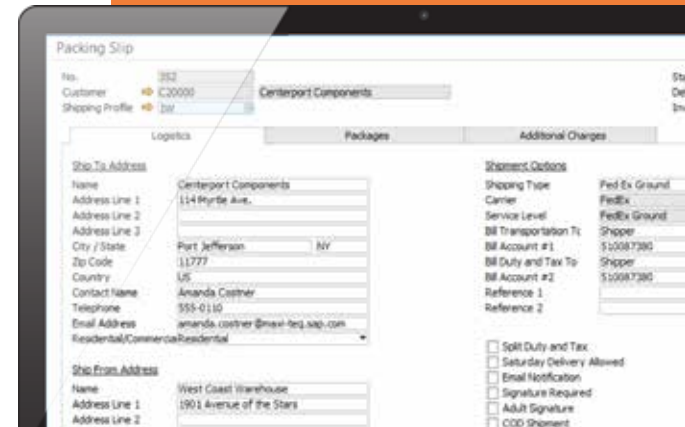 Packing Slip
No. 352
Customer C20000 Centerport Components
Shipping Profile
Logistics Packages Additional Charges
Ship To Address
Name Centerport Components
Address Line 1 114 Myrtle Ave.
Address Line 2
Address Line 3
City / State Port Jefferson NY
Zip Code 11777
Country US
Contact Name Amanda Costner
Telephone 555-0110
Email Address amanda.costner@maxi-teq.sap.com
Residential/Commercia Residential
Ship From Address
Name West Coast Warehouse
Address Line 1 1901 Avenue of the Stars
Address Line 2
Sta
De
Inv
Shipment Options
Shipping Type Fed Ex Ground
Carrier FedEx
Service Level FedEx Ground
Bill Transportation To Shipper
Bill Account #1 510087380
Bill Duty and Tax To Shipper
Bill Account #2 510087380
Reference 1
Reference 2
Split Duty and Tax
Saturday Delivery Allowed
Email Notification
Signature Required
Adult Signature
COD Shipment